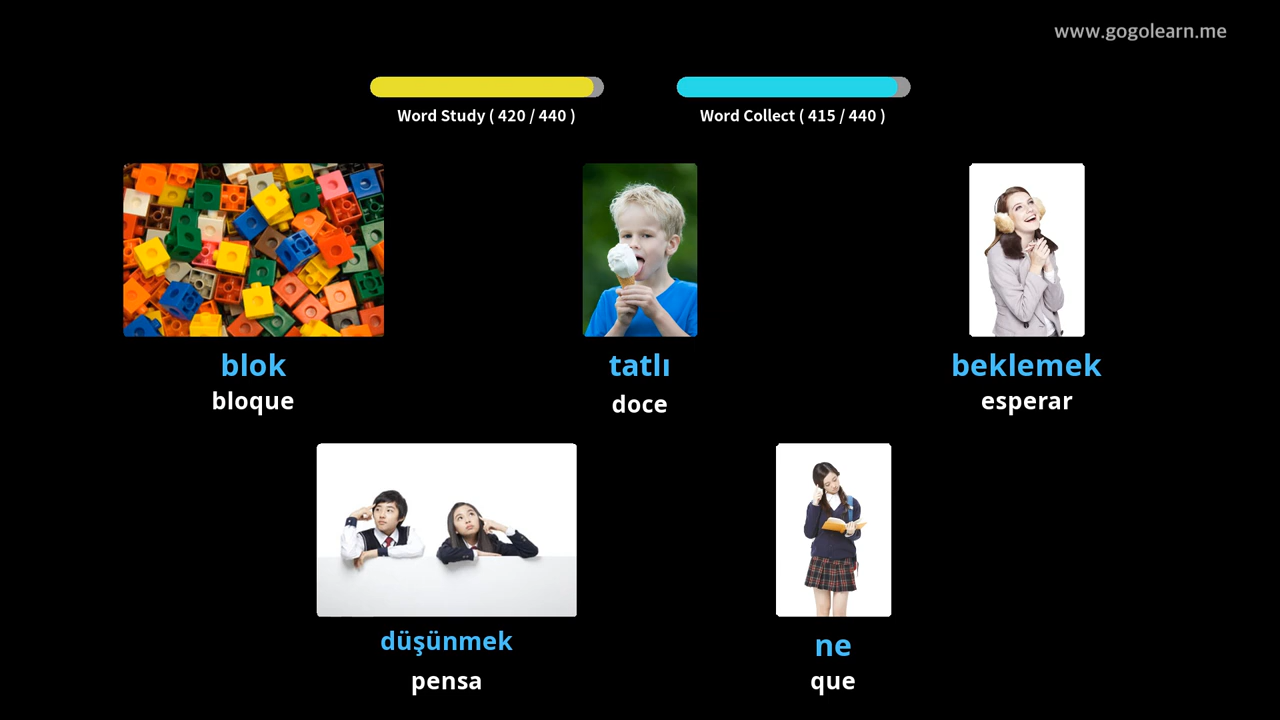 www.gogolearn.me
Word Study ( 420 / 440 )
Word Collect ( 415 / 440 )
blok
bloque
tatlı
doce
beklemek
esperar
düşünmek
pensa
ne
que